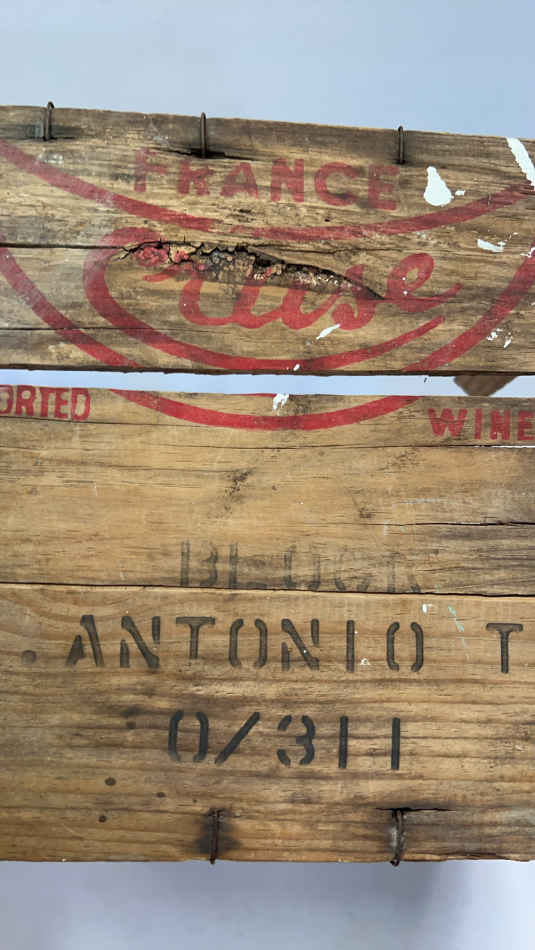 FRANCE
Cruse
ORTED WINE
BLOCK
. ANTONIO T
0/311